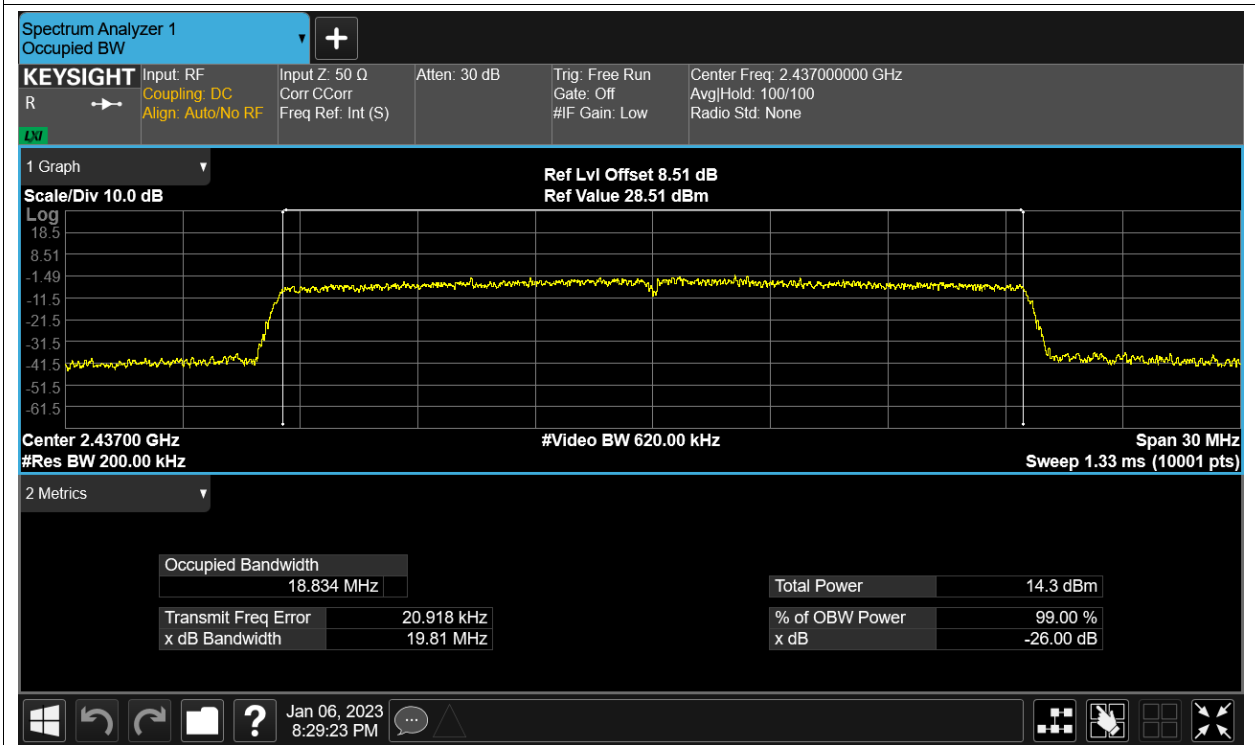 Spectrum Analyzer 1
Occupied BW
KEYSIGHT Input: RF Input Z: 50 Ω Atten: 30 dB Trig: Free Run Center Freq: 2.437000000 GHz
R Coupling: DC Corr CCorr Gate: Off Avg|Hold: 100/100
Align: Auto/No RF Freq Ref: Int (S) #IF Gain: Low Radio Std: None
LXI
1 Graph
Ref Lvl Offset 8.51 dB
Scale/Div 10.0 dB Ref Value 28.51 dBm
Log
18.5
8.51
-1.49
-11.5
-21.5
-31.5
-41.5
-51.5
-61.5
Center 2.43700 GHz #Video BW 620.00 kHz Span 30 MHz
#Res BW 200.00 kHz Sweep 1.33 ms (10001 pts)
2 Metrics
Occupied Bandwidth
18.834 MHz Total Power 14.3 dBm
Transmit Freq Error 20.918 kHz % of OBW Power 99.00 %
x dB Bandwidth 19.81 MHz x dB -26.00 dB
? Jan 06, 2023
8:29:23 PM